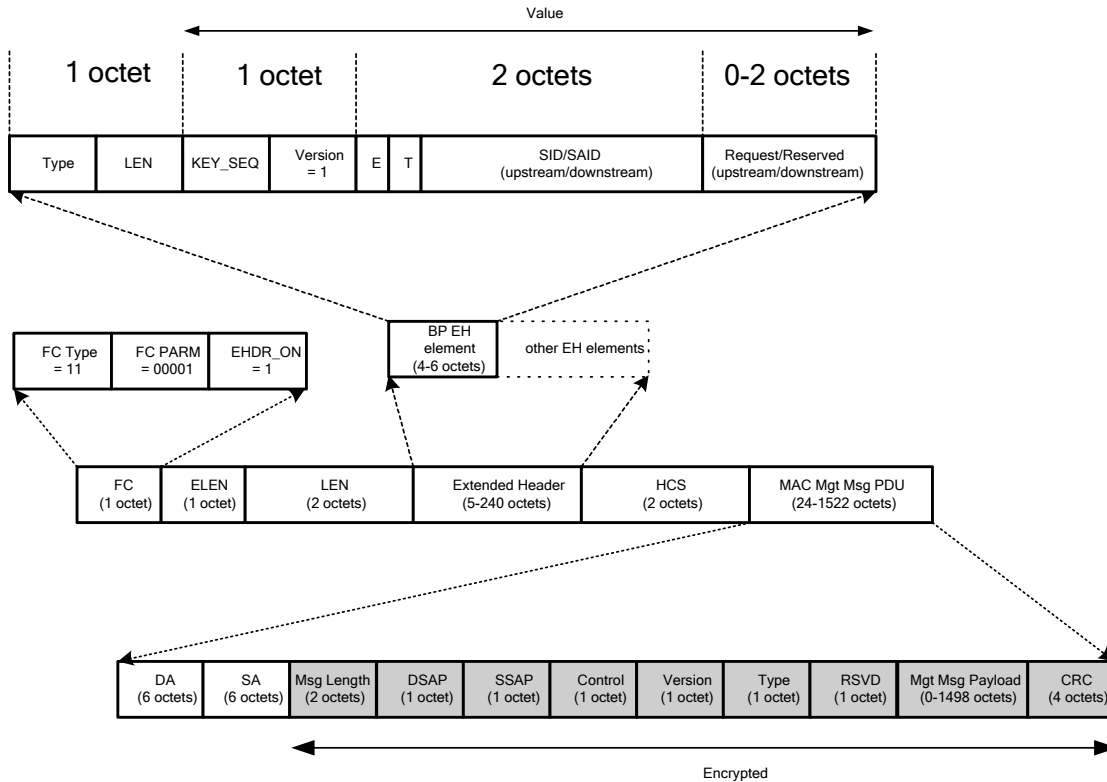 Value
1 octet
1 octet
2 octets
0-2 octets
Type
LEN
KEY_SEQ
Version
= 1
E
T
SID/SAID
(upstream/downstream)
Request/Reserved
(upstream/downstream)
BP EH
element
(4-6 octets)
other EH elements
FC Type
= 11
FC PARM
= 00001
EHDR_ON
= 1
FC
(1 octet)
ELEN
(1 octet)
LEN
(2 octets)
Extended Header
(5-240 octets)
HCS
(2 octets)
MAC Mgt Msg PDU
(24-1522 octets)
DA
(6 octets)
SA
(6 octets)
Msg Length
(2 octets)
DSAP
(1 octet)
SSAP
(1 octet)
Control
(1 octet)
Version
(1 octet)
Type
(1 octet)
RSVD
(1 octet)
Mgt Msg Payload
(0-1498 octets)
CRC
(4 octets)
Encrypted